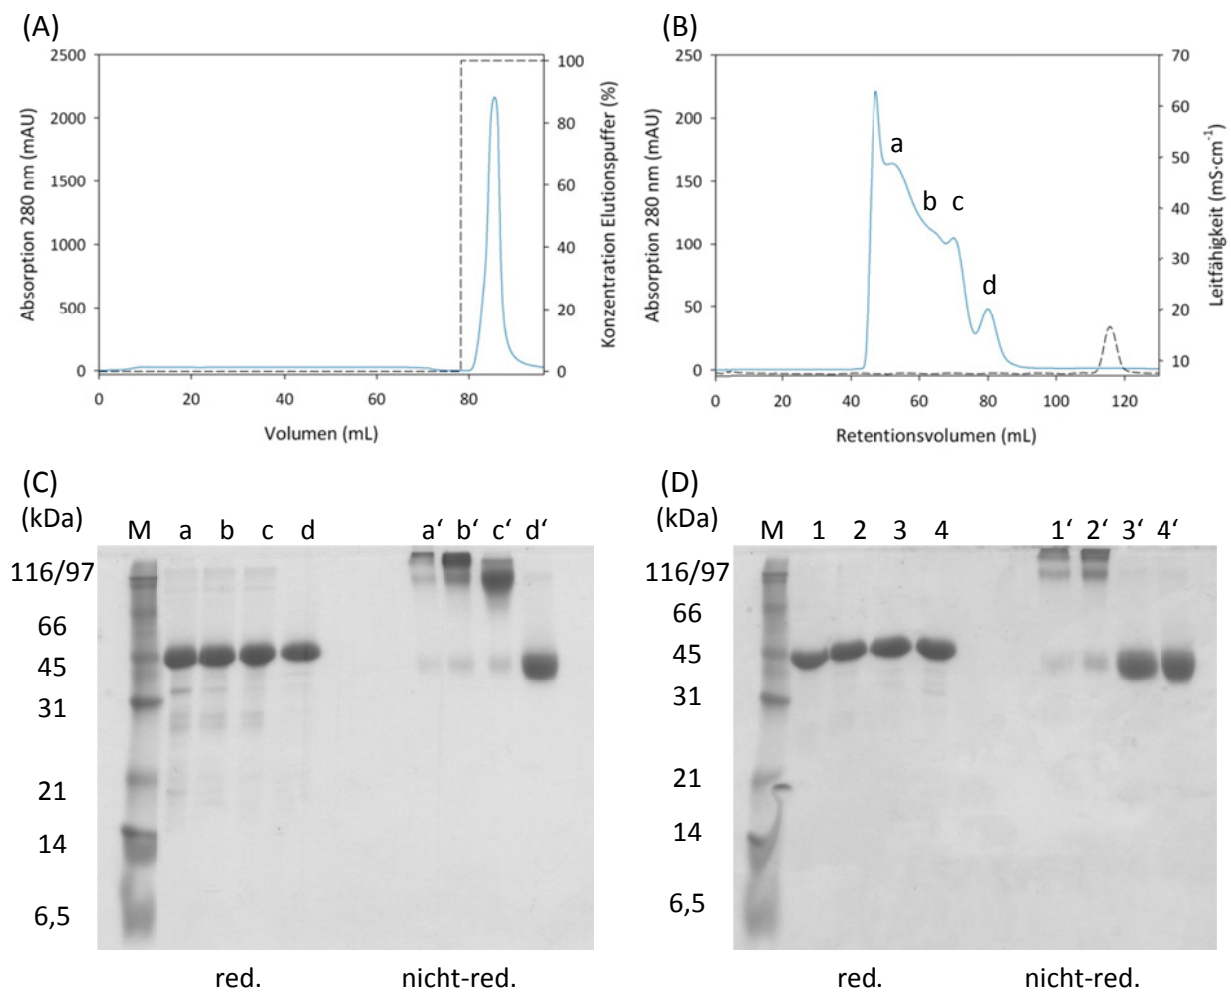 (A)
2500
2000
1500
1000
500
0
Absorption 280 nm (mAU)
100
80
60
40
20
0
Konzentration Elutionspuffer (%)
0 20 40 60 80
Volumen (mL)
(B)
250
200
150
100
50
0
Absorption 280 nm (mAU)
a
b c
d
70
60
50
40
30
20
10
Leitfähigkeit (mS·cm⁻¹)
0 20 40 60 80 100 120
Retentionsvolumen (mL)
(C)
(kDa)
M a b c d a‘ b‘ c‘ d‘
116/97
66
45
31
21
14
6,5
red. nicht-red.
(D)
(kDa)
M 1 2 3 4 1‘ 2‘ 3‘ 4‘
116/97
66
45
31
21
14
6,5
red. nicht-red.